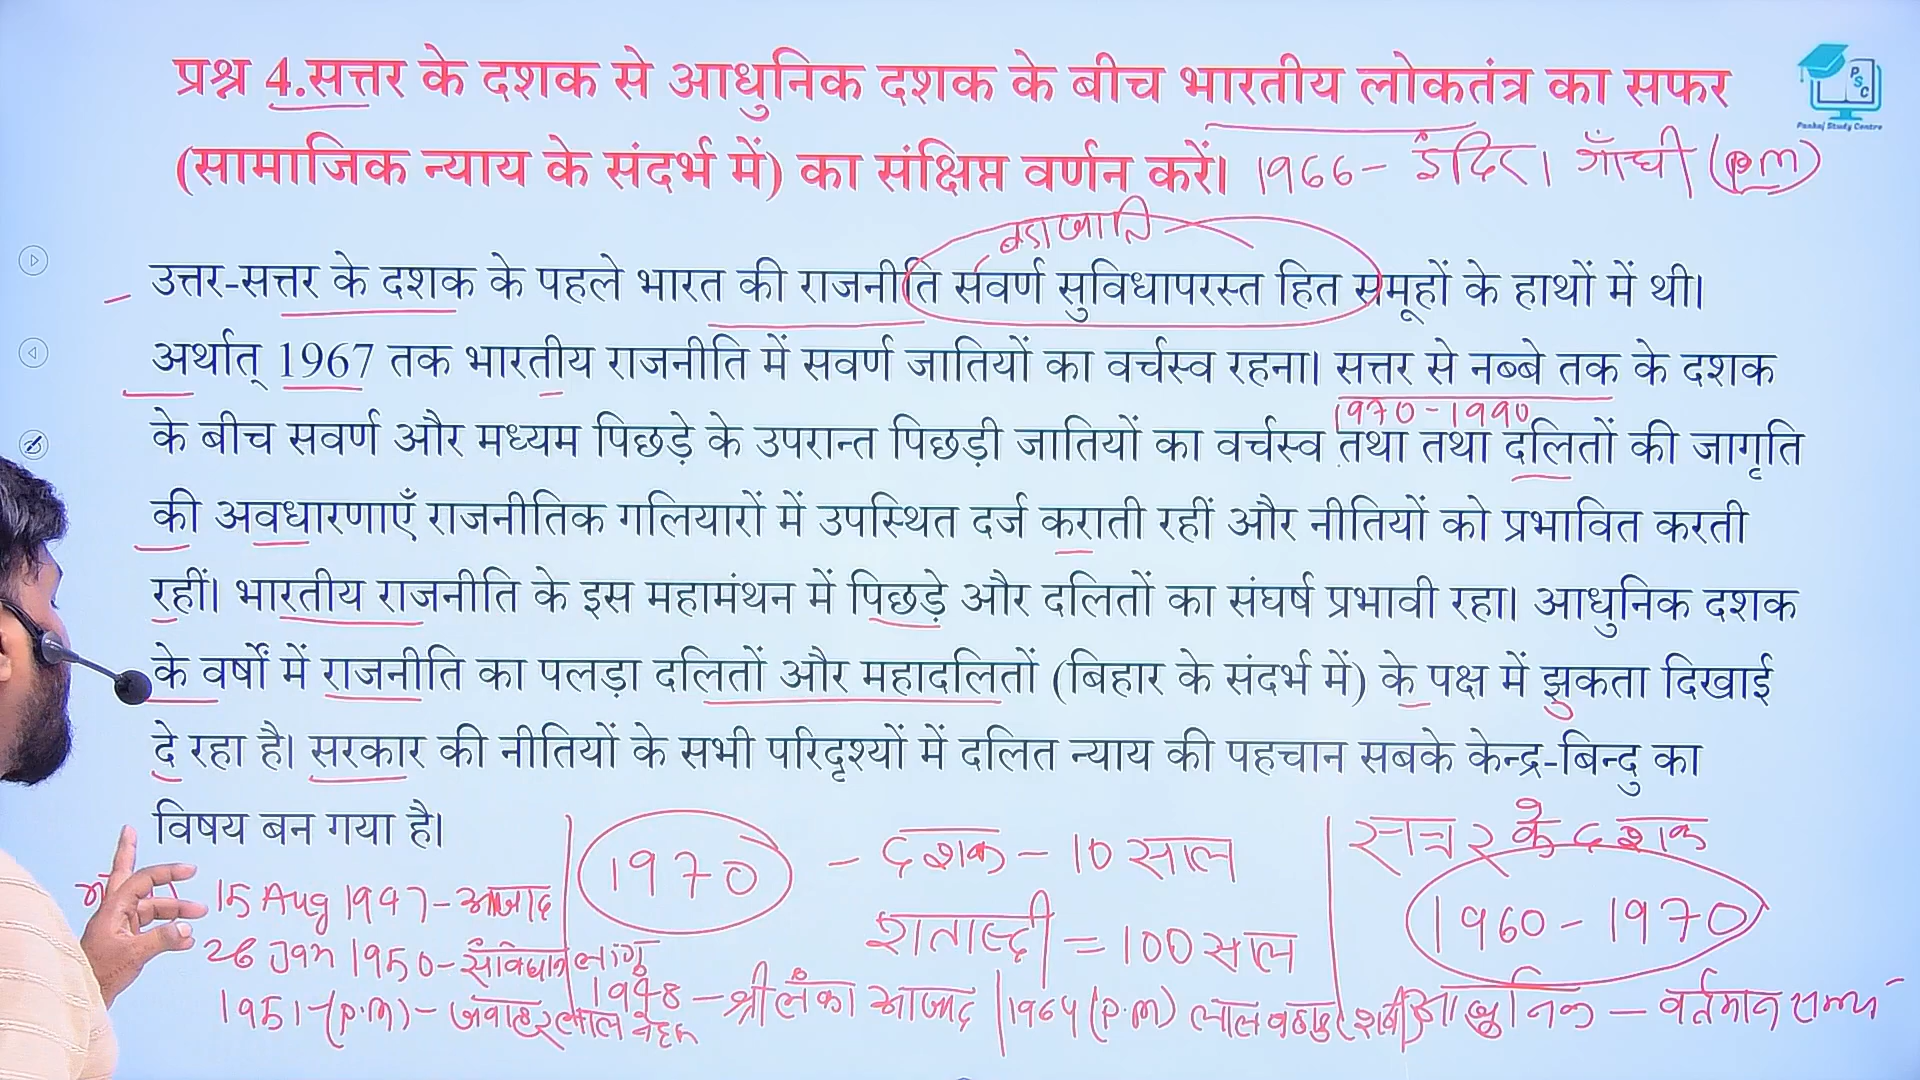 प्रश्न 4.सत्तर के दशक से आधुनिक दशक के बीच भारतीय लोकतंत्र का सफर
(सामाजिक न्याय के संदर्भ में) का संक्षिप्त वर्णन करें।
1966- इंदिरा गाँधी (P.M)
PSC
Pankaj Study Centre
बड़ा जाति
उत्तर-सत्तर के दशक के पहले भारत की राजनीति सवर्ण सुविधापरस्त हित समूहों के हाथों में थी।
अर्थात् 1967 तक भारतीय राजनीति में सवर्ण जातियों का वर्चस्व रहना। सत्तर से नब्बे तक के दशक
1970-1990
के बीच सवर्ण और मध्यम पिछड़े के उपरान्त पिछड़ी जातियों का वर्चस्व तथा तथा दलितों की जागृति
की अवधारणाएँ राजनीतिक गलियारों में उपस्थित दर्ज कराती रहीं और नीतियों को प्रभावित करती
रहीं। भारतीय राजनीति के इस महामंथन में पिछड़े और दलितों का संघर्ष प्रभावी रहा। आधुनिक दशक
के वर्षों में राजनीति का पलड़ा दलितों और महादलितों (बिहार के संदर्भ में) के पक्ष में झुकता दिखाई
दे रहा है। सरकार की नीतियों के सभी परिदृश्यों में दलित न्याय की पहचान सबके केन्द्र-बिन्दु का
विषय बन गया है।
15 Aug 1947-आजाद
26 Jan 1950-संविधान लागु
1951-(P.M)- जवाहरलाल नेहरू
1970
- दशक - 10 साल
शताब्दी = 100 साल
सत्तर के दशक
1960-1970
1948 - श्रीलंका आजाद
1964 (P.M) लाल बहादुर शास्त्री
आधुनिक - वर्तमान समय